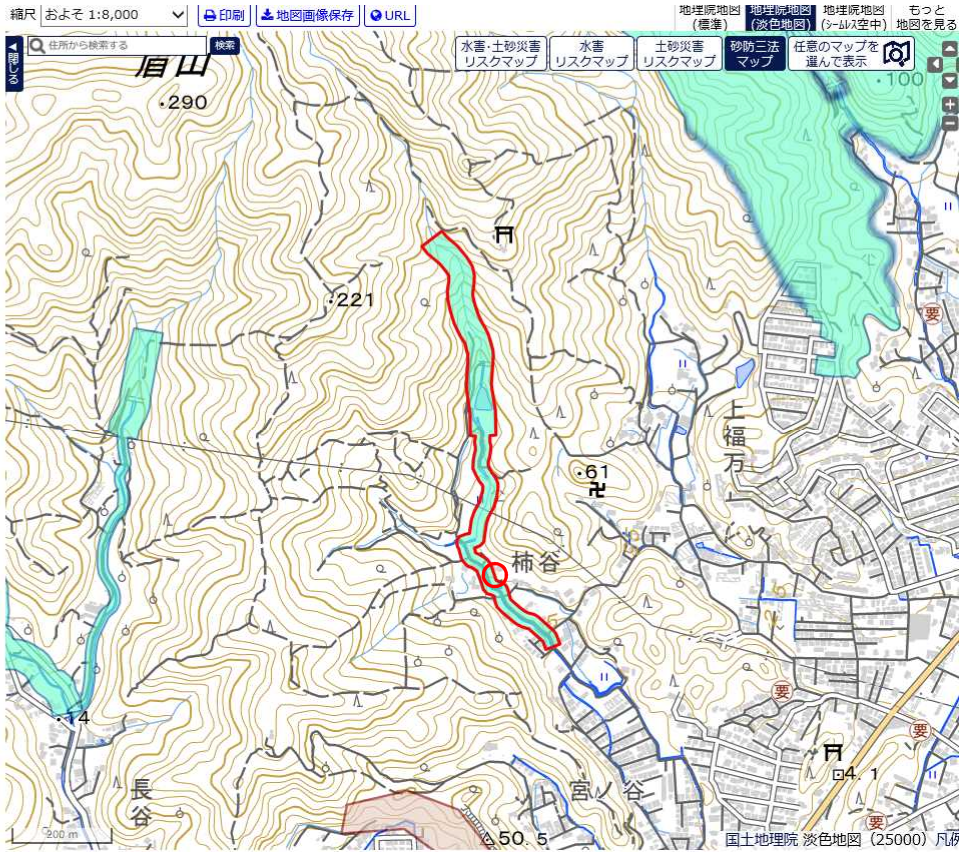 縮尺 およそ 1:8,000
印刷
地図画像保存
URL
地理院地図
(標準)
地理院地図
(淡色地図)
地理院地図
(シームレス空中)
もっと
地図を見る
閉じる
住所から検索する
検索
水害・土砂災害
リスクマップ
水害
リスクマップ
土砂災害
リスクマップ
砂防三法
マップ
任意のマップを
選んで表示
眉山
290
100
221
要
上福万
61
柿谷
要
14
要
長谷
宮ノ谷
4.1
要
50.5
200 m
国土地理院 淡色地図(25000) 凡例